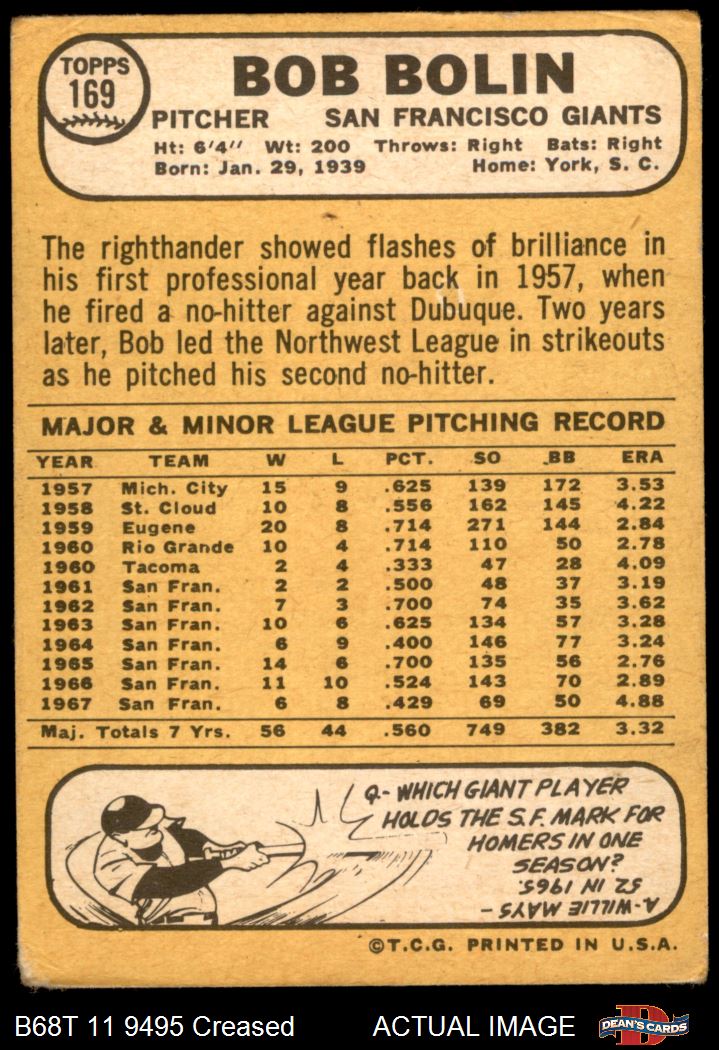 TOPPS
169
BOB BOLIN
PITCHER SAN FRANCISCO GIANTS
Ht: 6'4" Wt: 200 Throws: Right Bats: Right
Born: Jan. 29, 1939 Home: York, S. C.
The righthander showed flashes of brilliance in
his first professional year back in 1957, when
he fired a no-hitter against Dubuque. Two years
later, Bob led the Northwest League in strikeouts
as he pitched his second no-hitter.
MAJOR & MINOR LEAGUE PITCHING RECORD
YEAR TEAM W L PCT. SO BB ERA
1957 Mich. City 15 9 .625 139 172 3.53
1958 St. Cloud 10 8 .556 162 145 4.22
1959 Eugene 20 8 .714 271 144 2.84
1960 Rio Grande 10 4 .714 110 50 2.78
1960 Tacoma 2 4 .333 47 28 4.09
1961 San Fran. 2 2 .500 48 37 3.19
1962 San Fran. 7 3 .700 74 35 3.62
1963 San Fran. 10 6 .625 134 57 3.28
1964 San Fran. 6 9 .400 146 77 3.24
1965 San Fran. 14 6 .700 135 56 2.76
1966 San Fran. 11 10 .524 143 70 2.89
1967 San Fran. 6 8 .429 69 50 4.88
Maj. Totals 7 Yrs. 56 44 .560 749 382 3.32
Q- WHICH GIANT PLAYER
HOLDS THE S.F. MARK FOR
HOMERS IN ONE
SEASON?
A- WILLIE MAYS -
52 IN 1965.
©T.C.G. PRINTED IN U.S.A.
B68T 11 9495 Creased ACTUAL IMAGE
D
DEAN'S CARDS